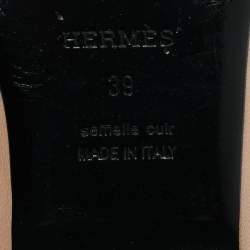 HERMÈS
39
semelle cuir
MADE IN ITALY